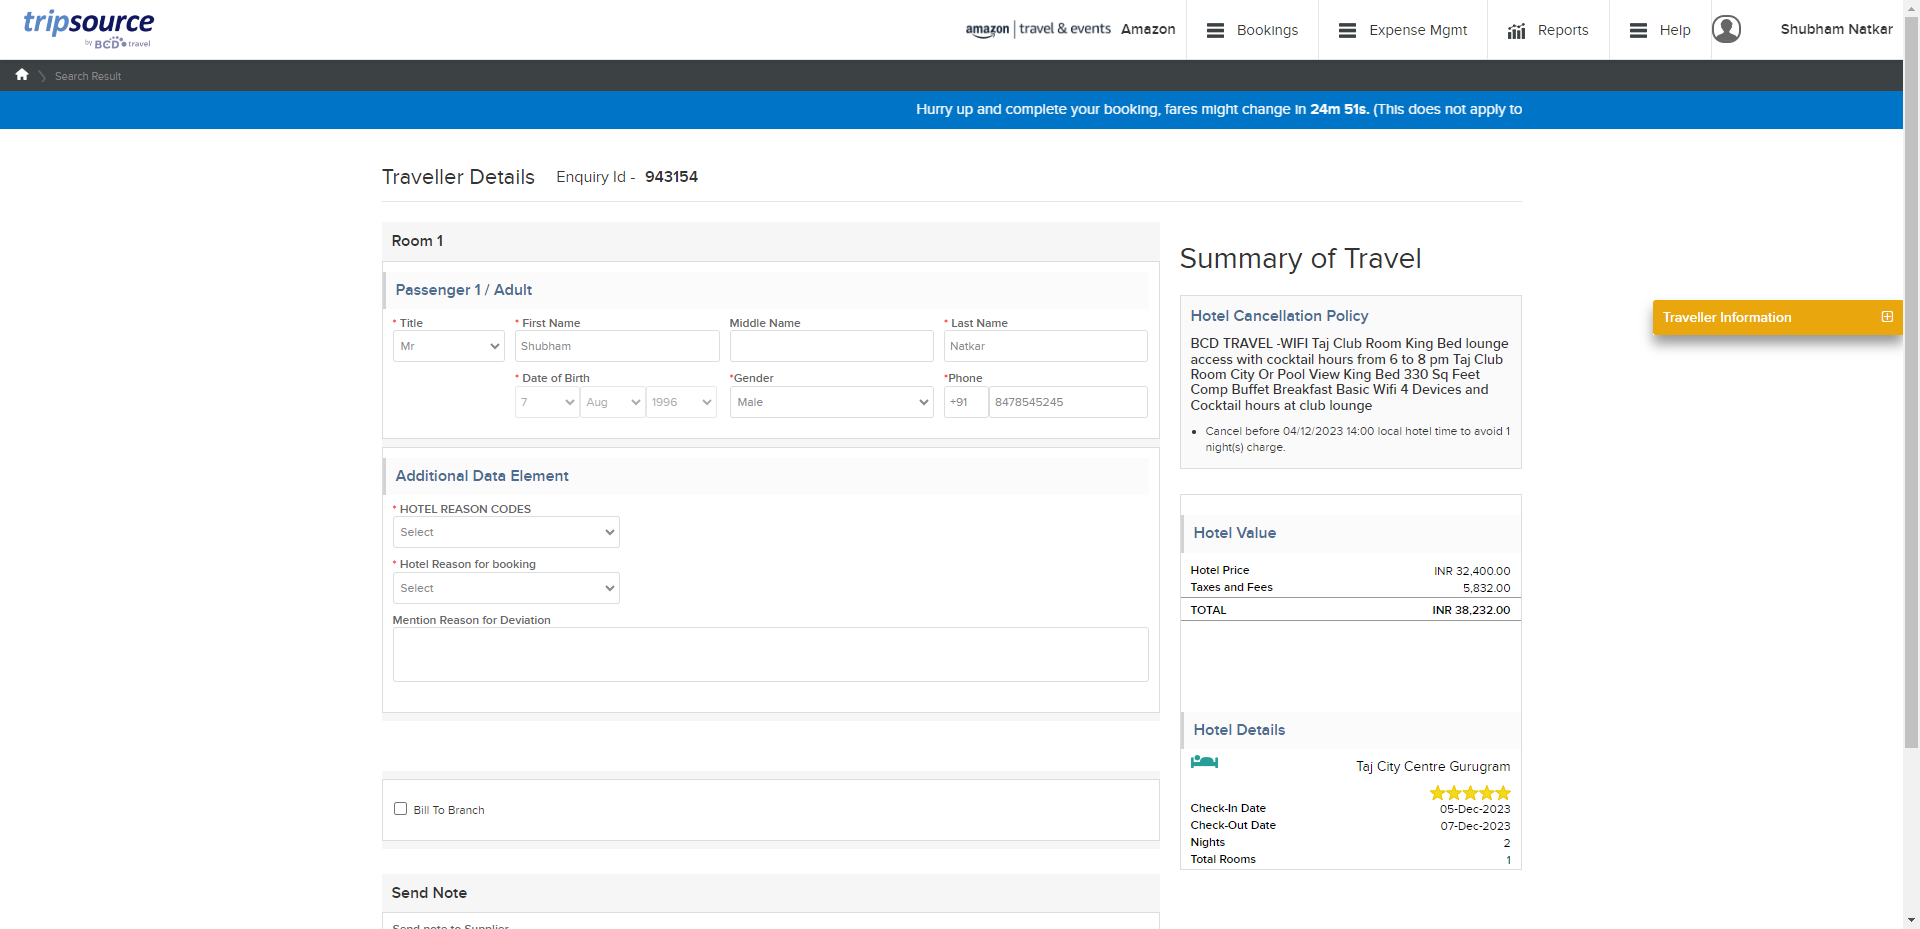 tripsource
by BCD travel
amazon | travel & events Amazon
Bookings
Expense Mgmt
Reports
Help
Shubham Natkar
Search Result
Hurry up and complete your booking, fares might change in 24m 51s. (This does not apply to
Traveller Details Enquiry Id - 943154
Room 1
Passenger 1 / Adult
* Title
* First Name
Middle Name
* Last Name
Mr
Shubham
Natkar
* Date of Birth
*Gender
*Phone
7
Aug
1996
Male
+91
8478545245
Additional Data Element
* HOTEL REASON CODES
Select
* Hotel Reason for booking
Select
Mention Reason for Deviation
Bill To Branch
Send Note
Send note to Supplier
Summary of Travel
Hotel Cancellation Policy
BCD TRAVEL -WIFI Taj Club Room King Bed lounge
access with cocktail hours from 6 to 8 pm Taj Club
Room City Or Pool View King Bed 330 Sq Feet
Comp Buffet Breakfast Basic Wifi 4 Devices and
Cocktail hours at club lounge
• Cancel before 04/12/2023 14:00 local hotel time to avoid 1
night(s) charge.
Hotel Value
Hotel Price INR 32,400.00
Taxes and Fees 5,832.00
TOTAL INR 38,232.00
Hotel Details
Taj City Centre Gurugram
Check-In Date 05-Dec-2023
Check-Out Date 07-Dec-2023
Nights 2
Total Rooms 1
Traveller Information